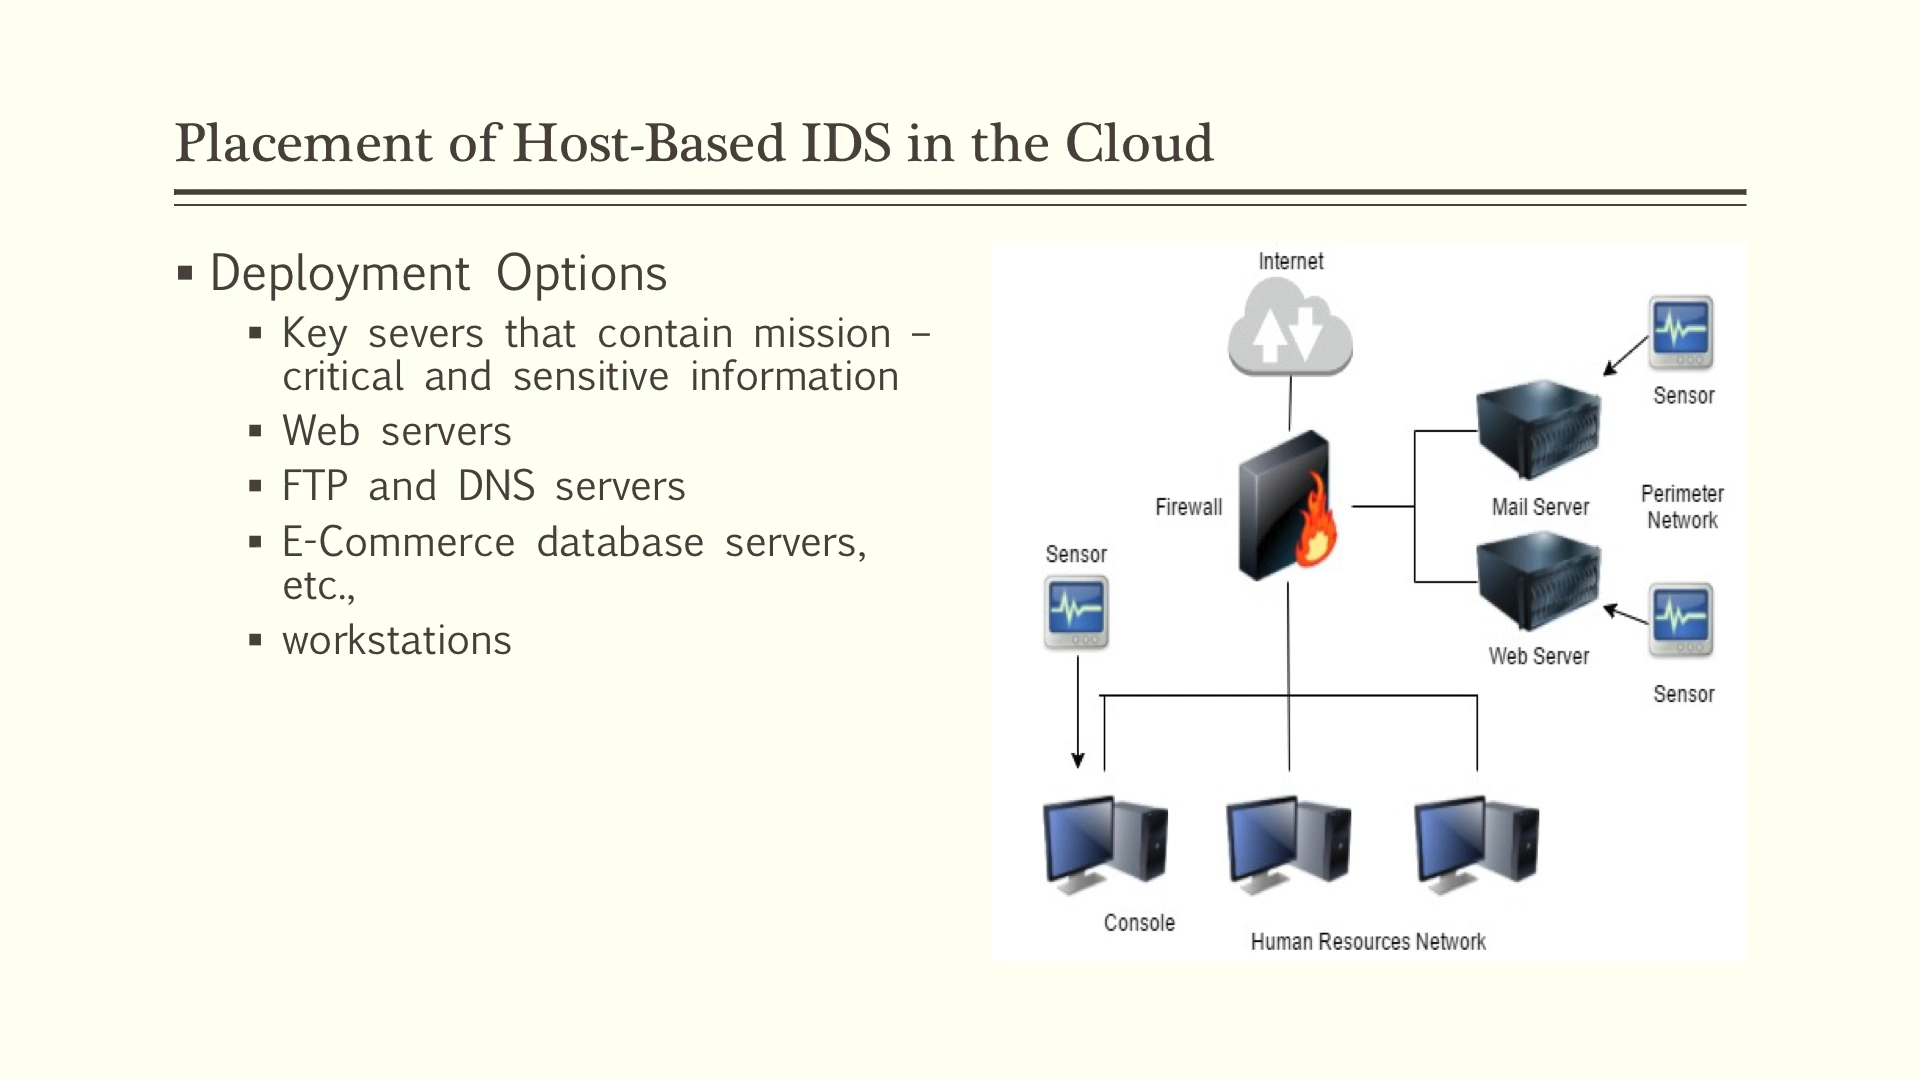 Placement of Host-Based IDS in the Cloud
▪ Deployment Options
▪ Key severs that contain mission –
critical and sensitive information
▪ Web servers
▪ FTP and DNS servers
▪ E-Commerce database servers,
etc.,
▪ workstations
Internet
Sensor
Firewall
Mail Server
Perimeter
Network
Sensor
Web Server
Sensor
Console
Human Resources Network